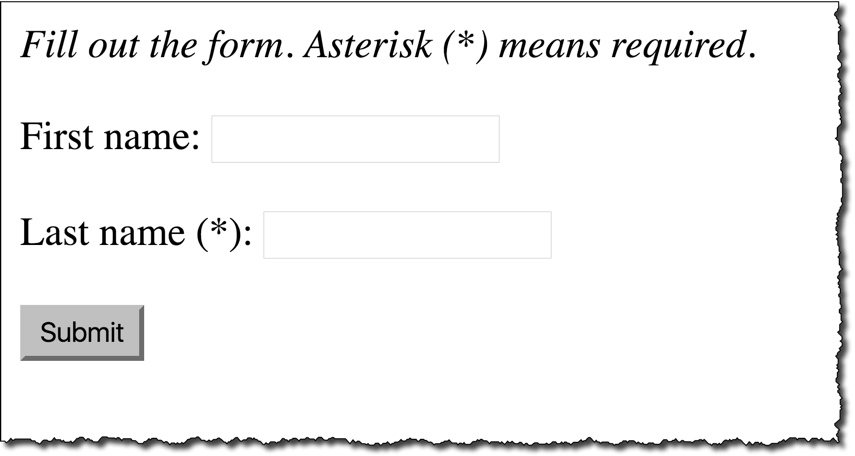 Fill out the form. Asterisk (*) means required.
First name:
Last name (*):
Submit